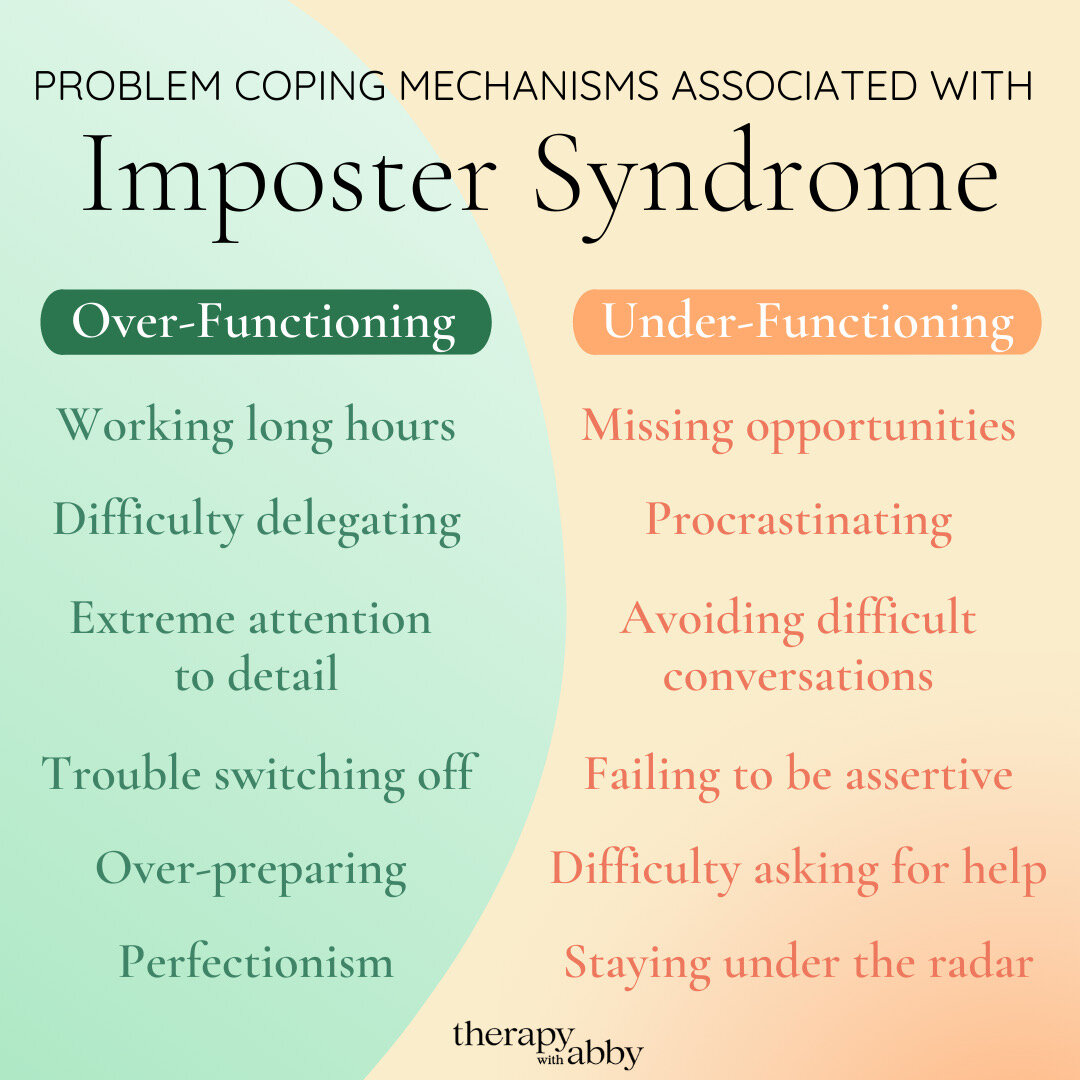 PROBLEM COPING MECHANISMS ASSOCIATED WITH
Imposter Syndrome
Over-Functioning
Working long hours
Difficulty delegating
Extreme attention
to detail
Trouble switching off
Over-preparing
Perfectionism
Under-Functioning
Missing opportunities
Procrastinating
Avoiding difficult
conversations
Failing to be assertive
Difficulty asking for help
Staying under the radar
therapy
with abby